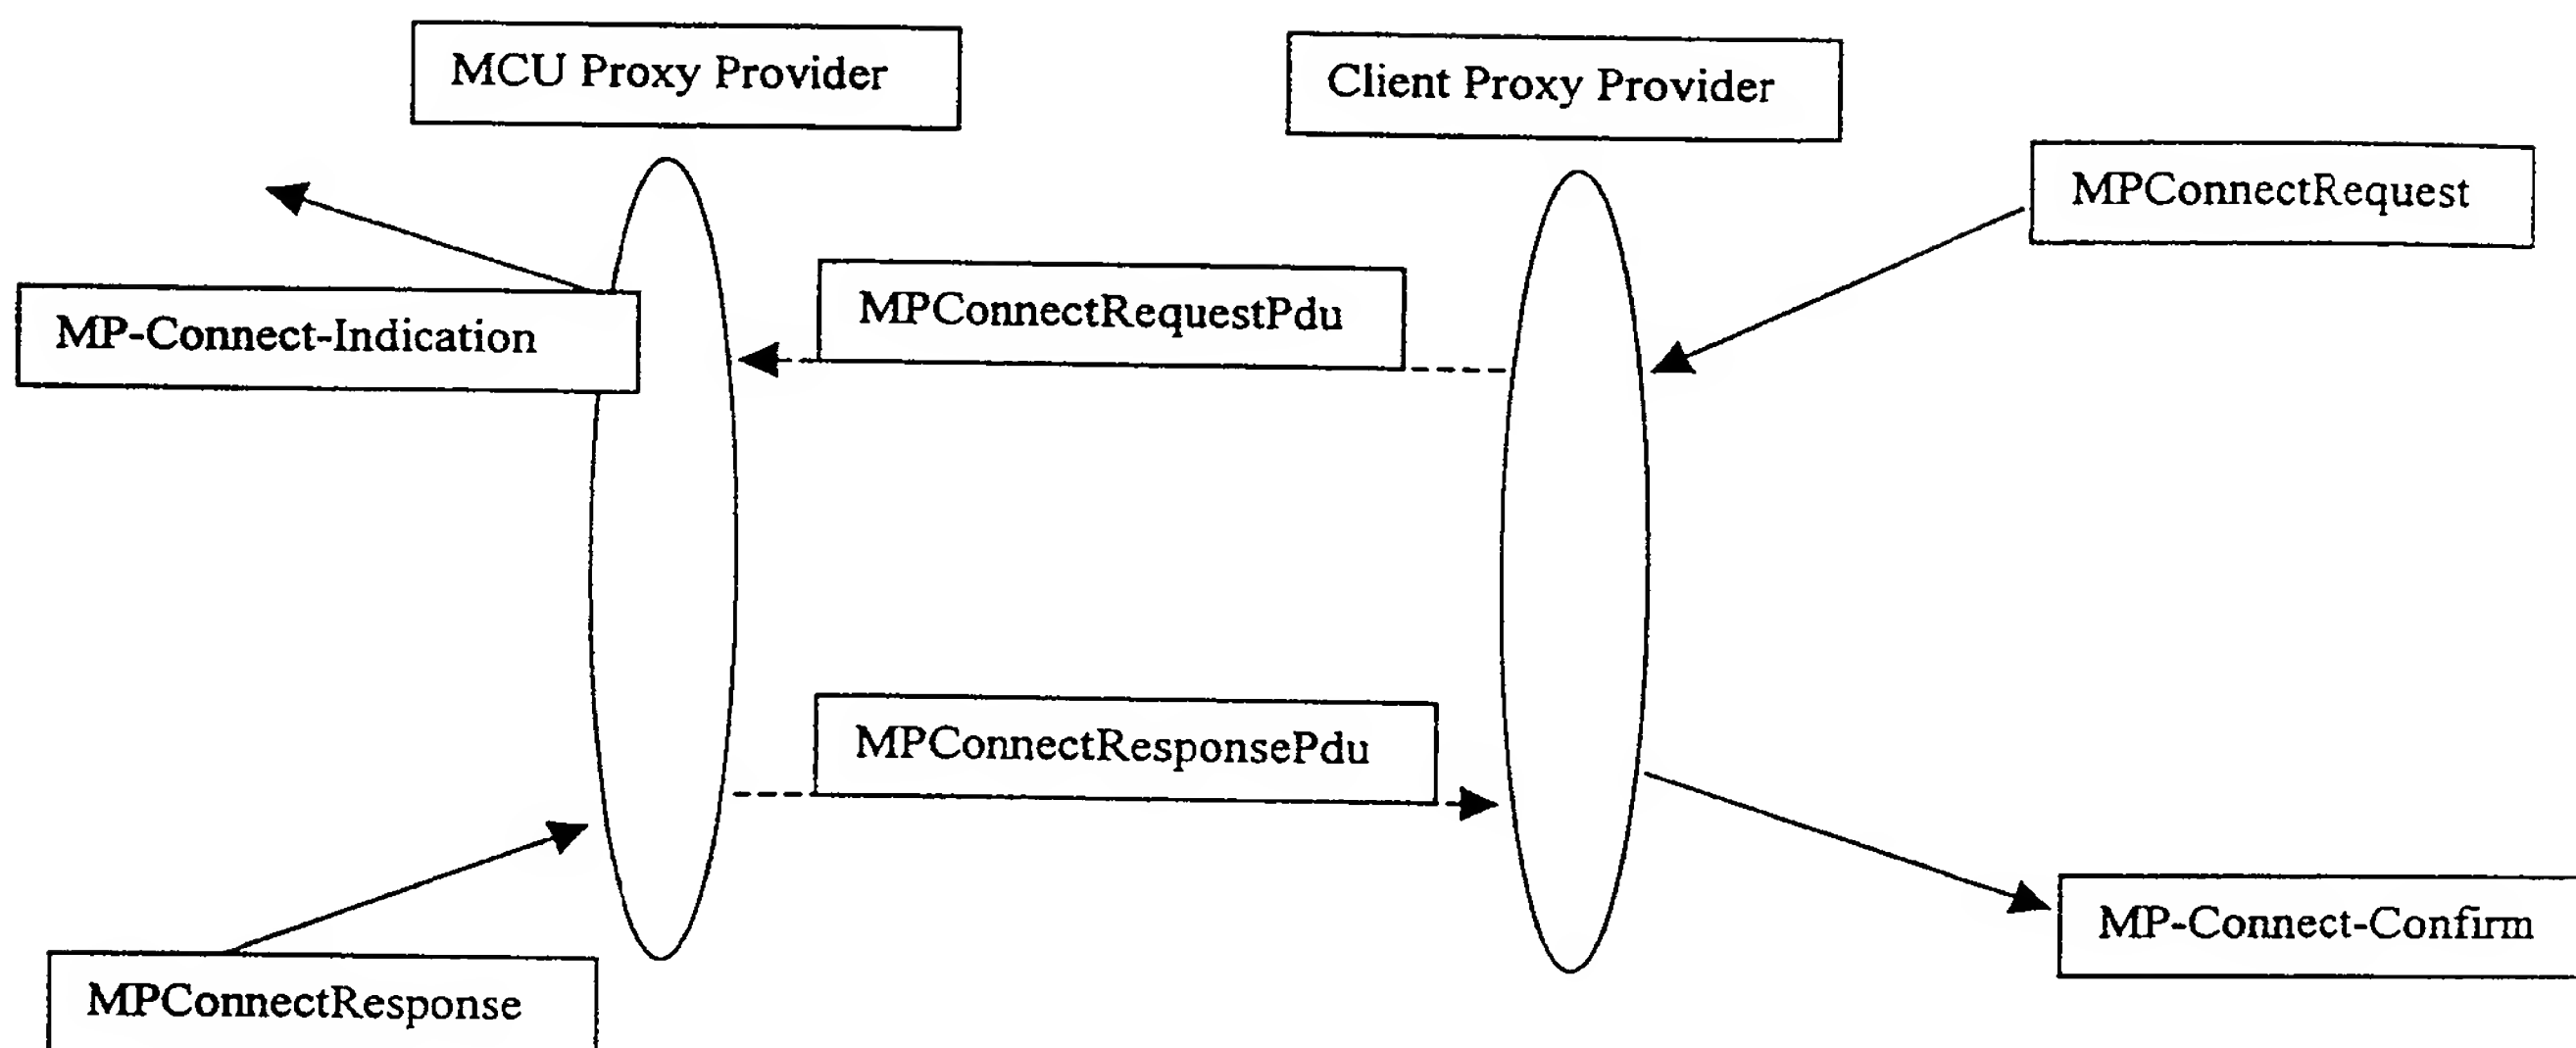 MCU Proxy Provider
Client Proxy Provider
MPConnectRequest
MPConnectRequestPdu
MP-Connect-Indication
MPConnectResponsePdu
MP-Connect-Confirm
MPConnectResponse